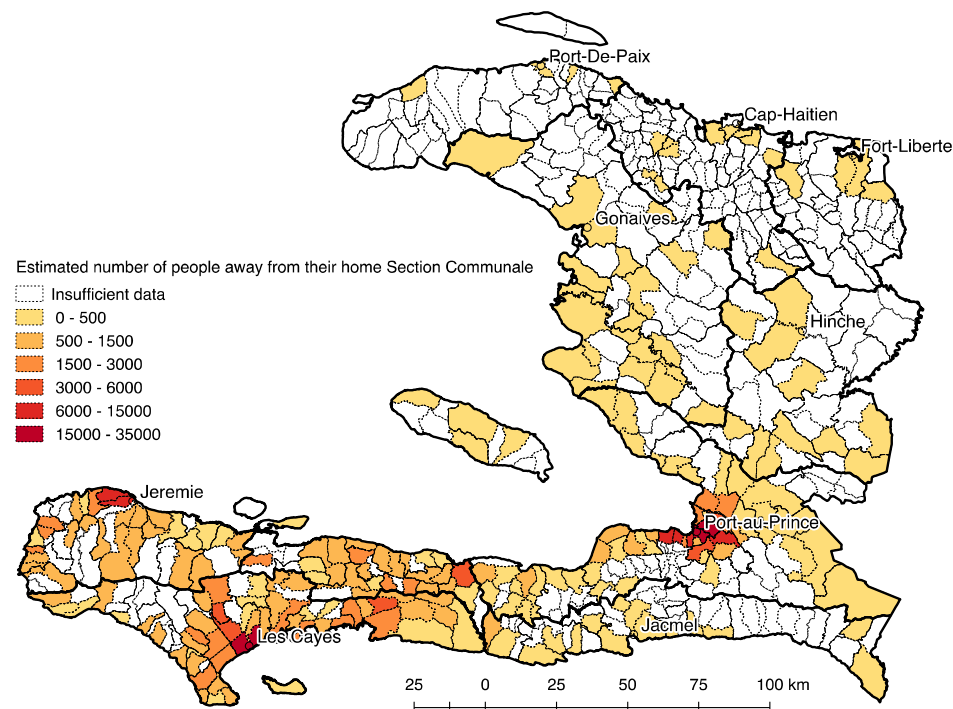 Port-De-Paix
Cap-Haitien
Fort-Liberte
Gonaives
Estimated number of people away from their home Section Communale
Insufficient data
0 - 500
Hinche
500 - 1500
1500 - 3000
3000 - 6000
6000 - 15000
15000 - 35000
Jeremie
Port-au-Prince
Jacmel
Les Cayes
25 0 25 50 75 100 km